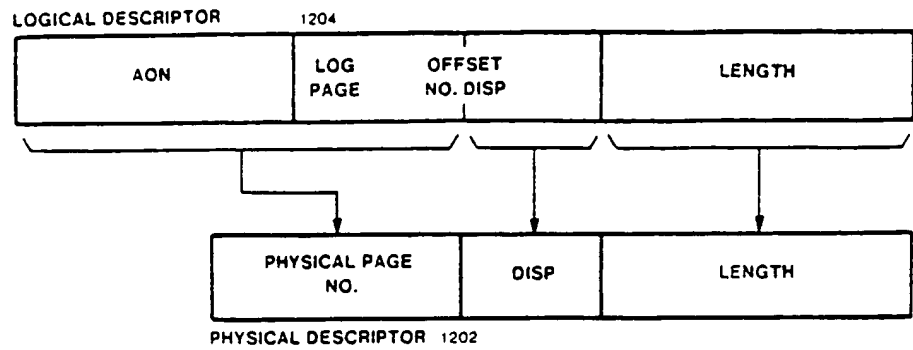 LOGICAL DESCRIPTOR 1204
AON
LOG PAGE
OFFSET NO. DISP
LENGTH
PHYSICAL PAGE NO.
DISP
LENGTH
PHYSICAL DESCRIPTOR 1202